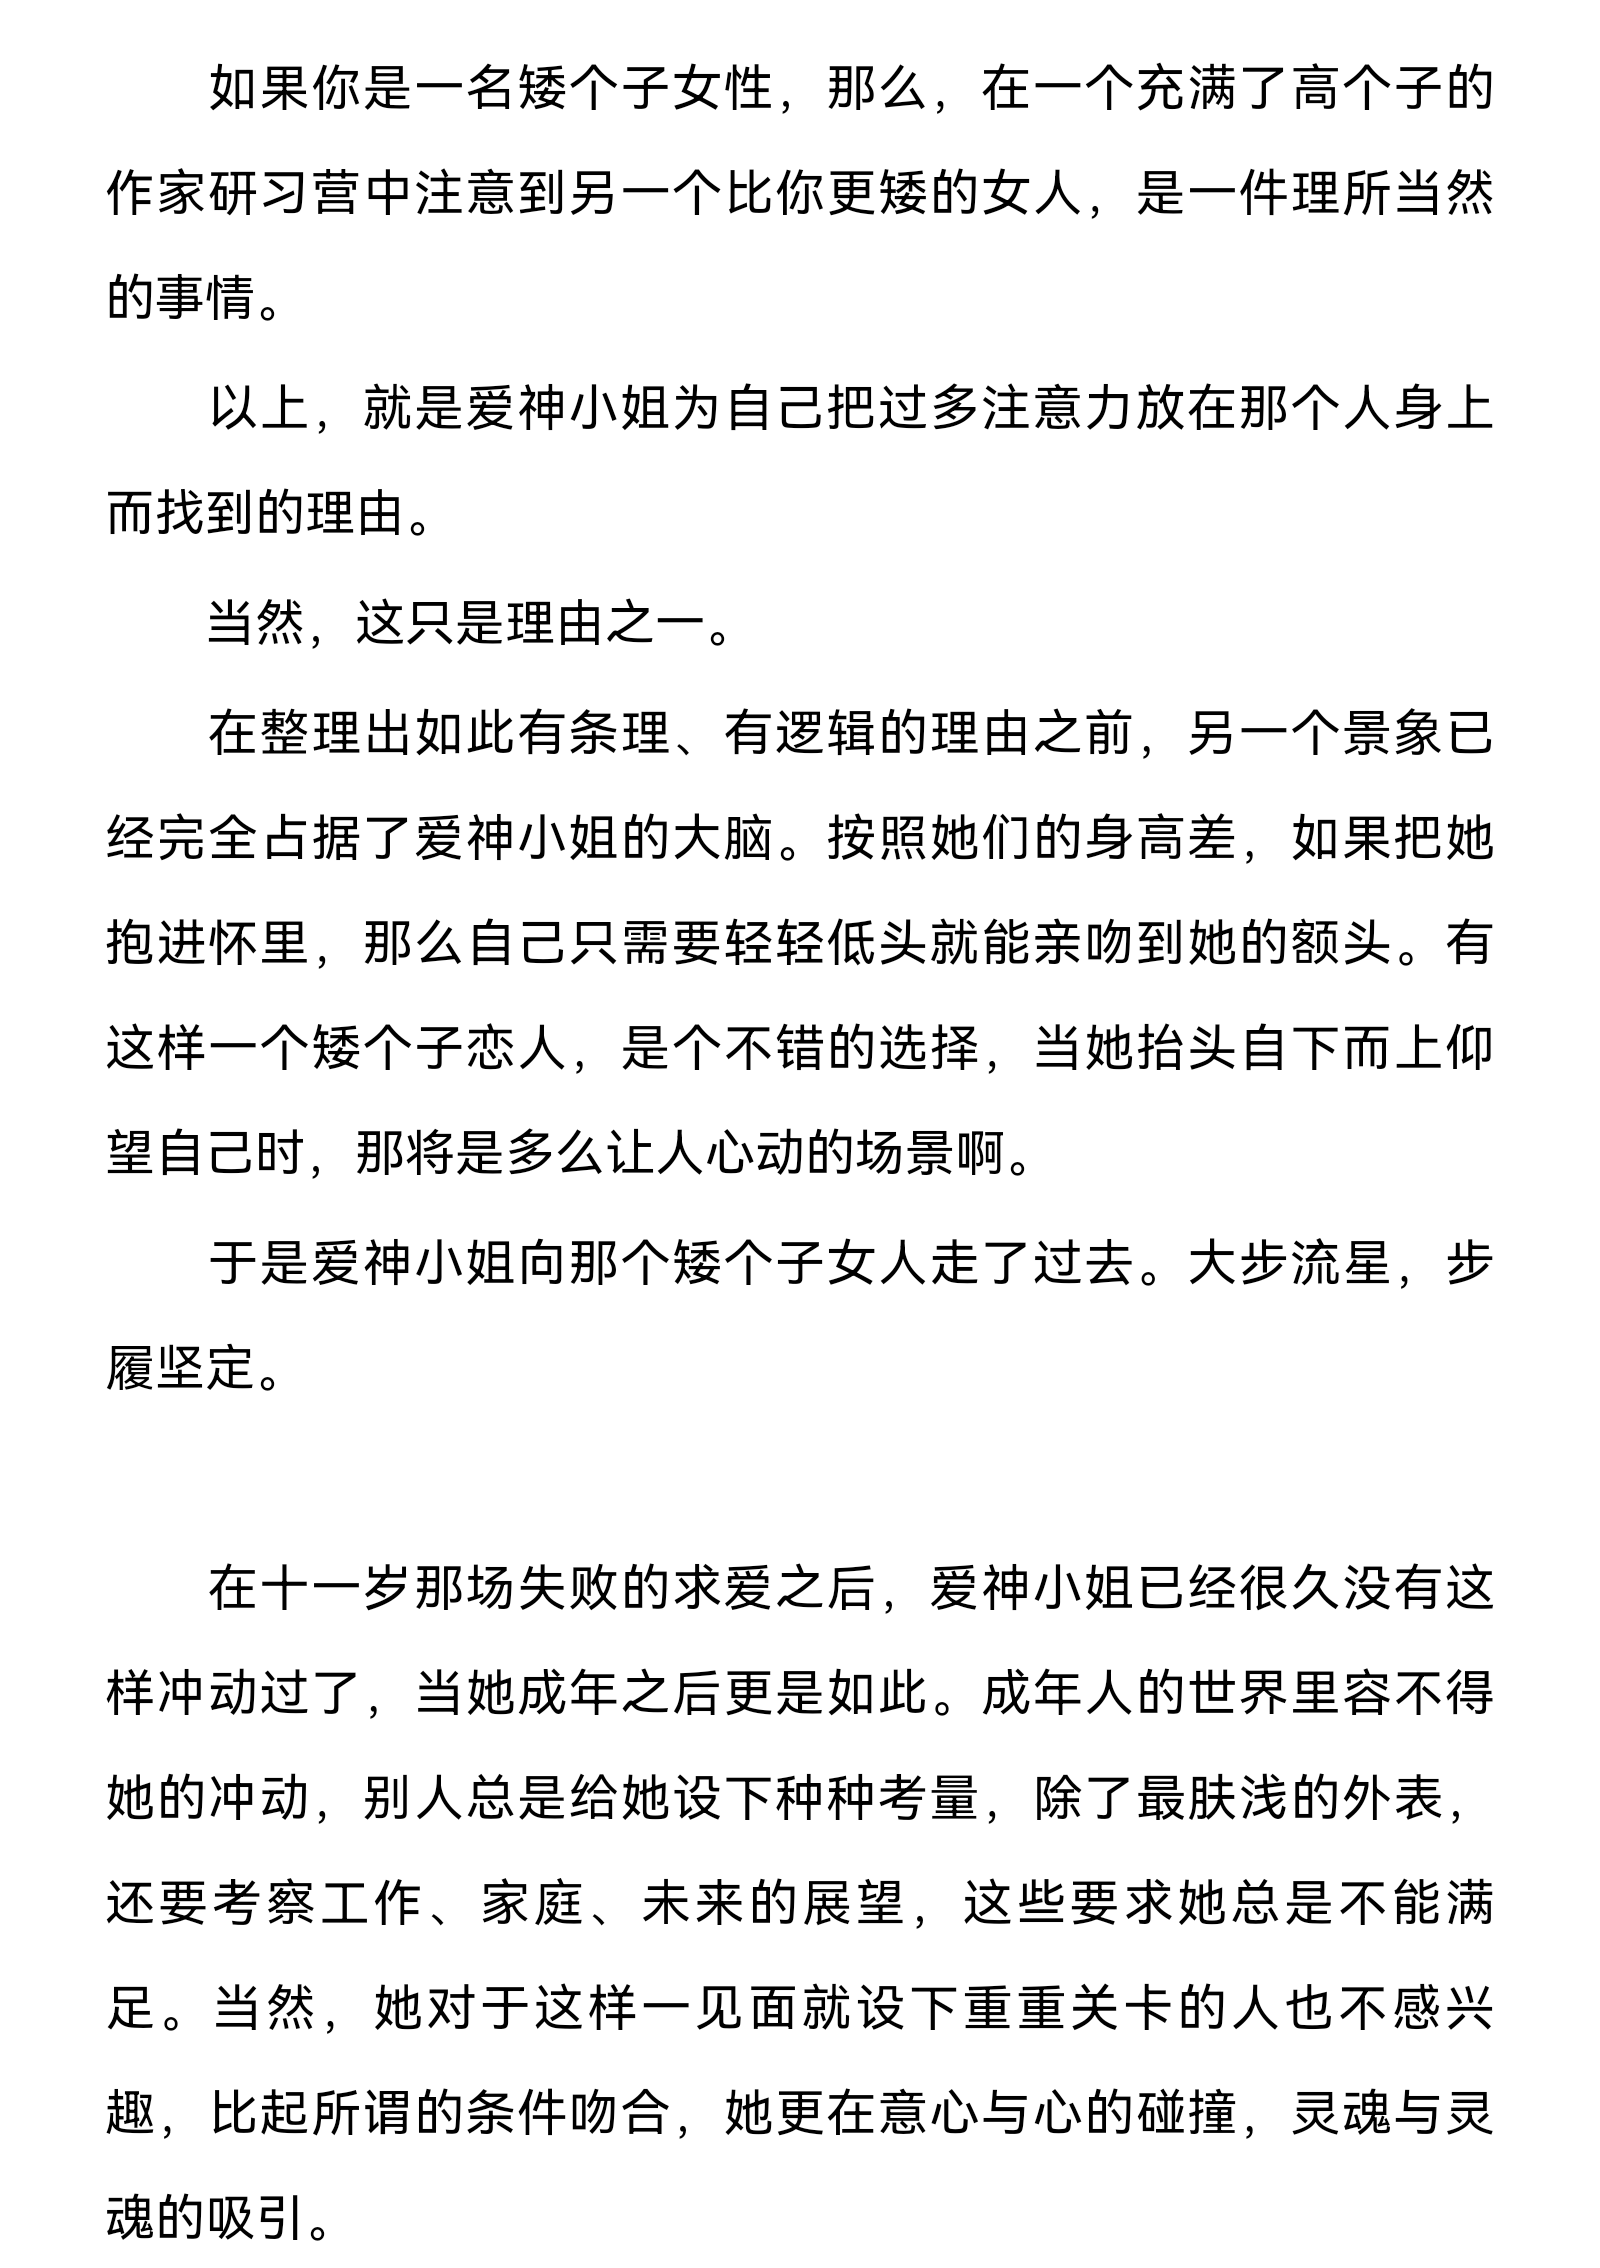 如果你是一名矮个子女性，那么，在一个充满了高个子的
作家研习营中注意到另一个比你更矮的女人，是一件理所当然
的事情。
以上，就是爱神小姐为自己把过多注意力放在那个人身上
而找到的理由。
当然，这只是理由之一。
在整理出如此有条理、有逻辑的理由之前，另一个景象已
经完全占据了爱神小姐的大脑。按照她们的身高差，如果把她
抱进怀里，那么自己只需要轻轻低头就能亲吻到她的额头。有
这样一个矮个子恋人，是个不错的选择，当她抬头自下而上仰
望自己时，那将是多么让人心动的场景啊。
于是爱神小姐向那个矮个子女人走了过去。大步流星，步
履坚定。
在十一岁那场失败的求爱之后，爱神小姐已经很久没有这
样冲动过了，当她成年之后更是如此。成年人的世界里容不得
她的冲动，别人总是给她设下种种考量，除了最肤浅的外表，
还要考察工作、家庭、未来的展望，这些要求她总是不能满
足。当然，她对于这样一见面就设下重重关卡的人也不感兴
趣，比起所谓的条件吻合，她更在意心与心的碰撞，灵魂与灵
魂的吸引。